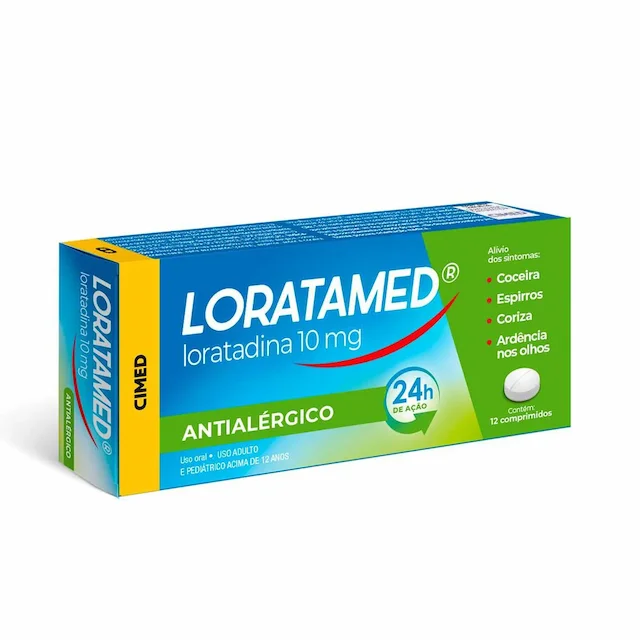 LORATAMED®
loratadina 10 mg
ANTIALÉRGICO
CIMED
LORATAMED®
loratadina 10 mg
24h
DE AÇÃO
ANTIALÉRGICO
Uso oral • USO ADULTO
E PEDIÁTRICO ACIMA DE 12 ANOS
Alívio
dos sintomas:
• Coceira
• Espirros
• Coriza
• Ardência
nos olhos
Contém:
12 comprimidos
CIMED